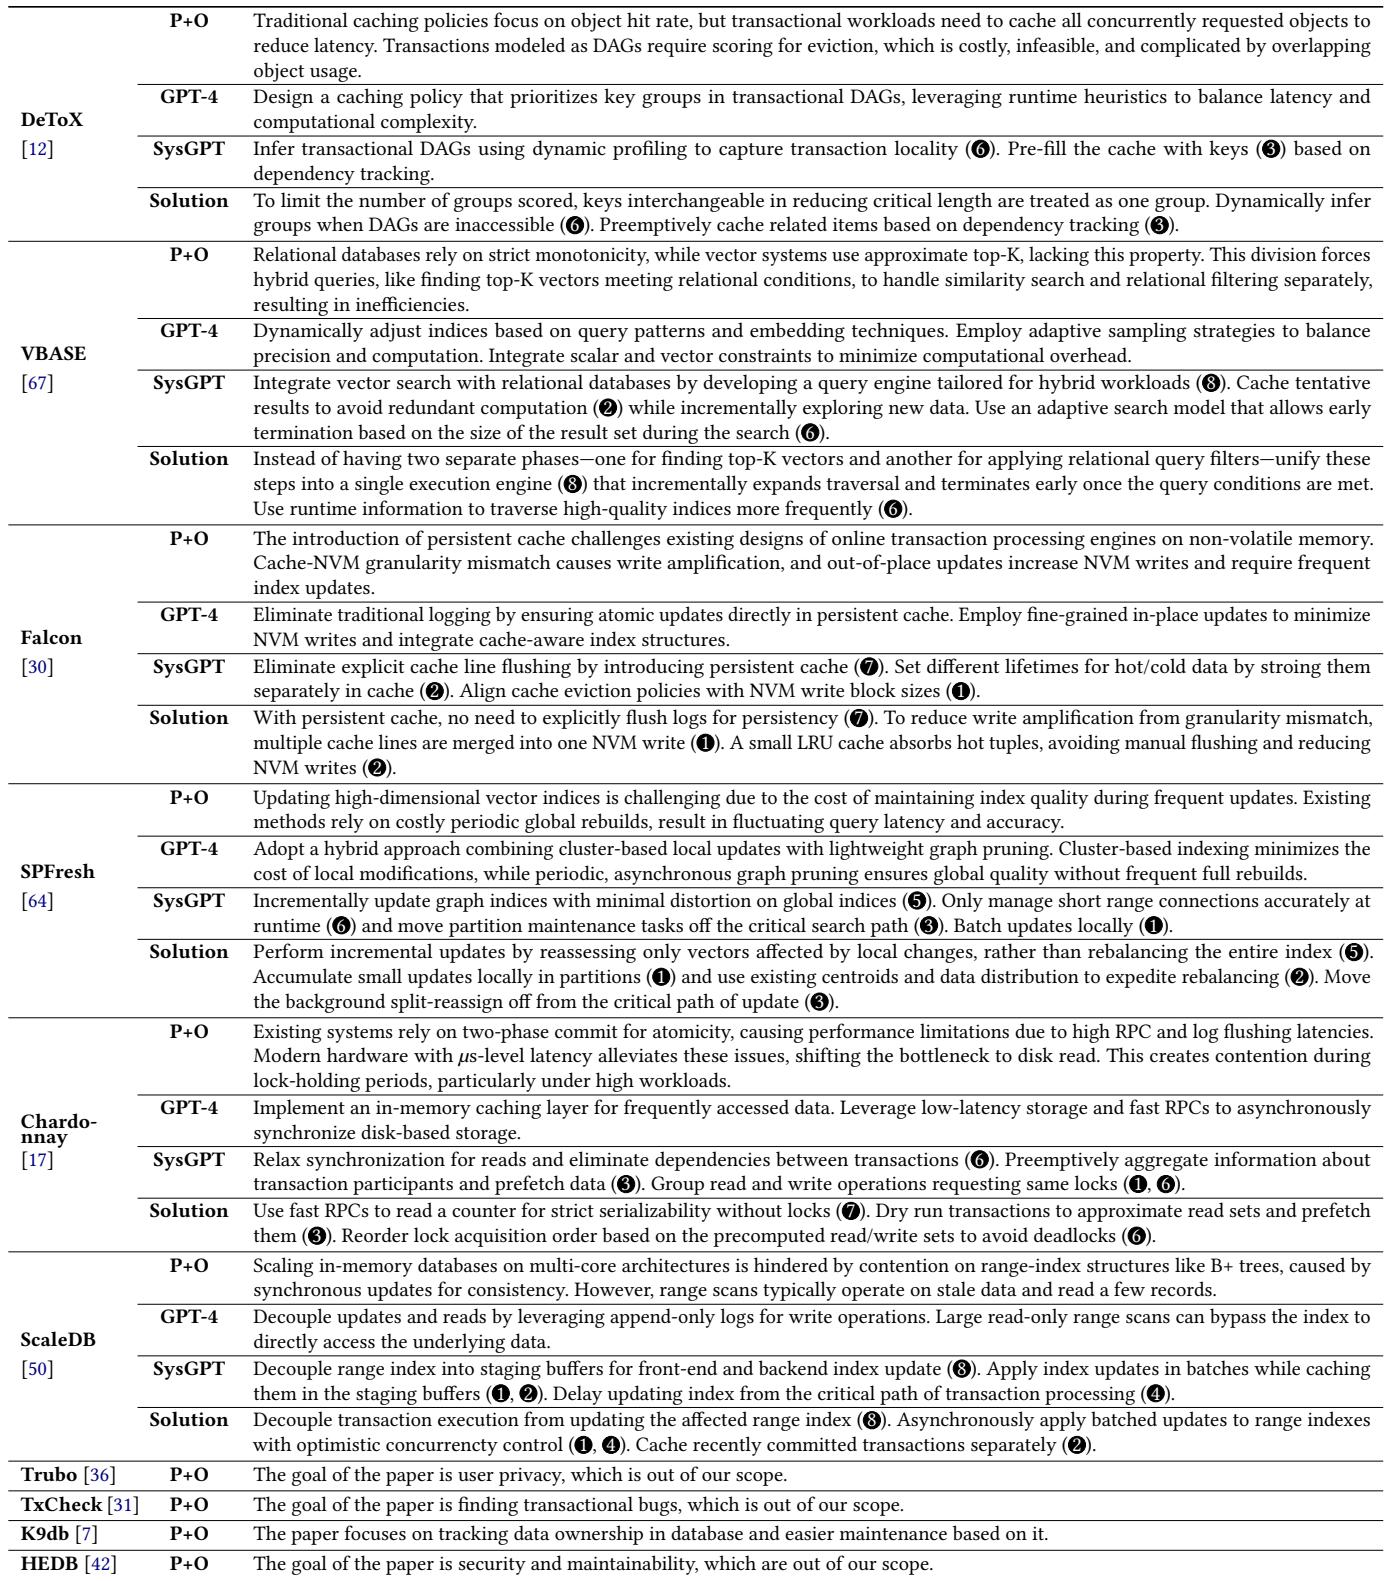 P+O Traditional caching policies focus on object hit rate, but transactional workloads need to cache all concurrently requested objects to
reduce latency. Transactions modeled as DAGs require scoring for eviction, which is costly, infeasible, and complicated by overlapping
object usage.
GPT-4 Design a caching policy that prioritizes key groups in transactional DAGs, leveraging runtime heuristics to balance latency and
DeToX
computational complexity.
[12] SysGPT Infer transactional DAGs using dynamic profiling to capture transaction locality (❻). Pre-fill the cache with keys (❸) based on
dependency tracking.
Solution To limit the number of groups scored, keys interchangeable in reducing critical length are treated as one group. Dynamically infer
groups when DAGs are inaccessible (❻). Preemptively cache related items based on dependency tracking (❸).
P+O Relational databases rely on strict monotonicity, while vector systems use approximate top-K, lacking this property. This division forces
hybrid queries, like finding top-K vectors meeting relational conditions, to handle similarity search and relational filtering separately,
resulting in inefficiencies.
GPT-4 Dynamically adjust indices based on query patterns and embedding techniques. Employ adaptive sampling strategies to balance
VBASE precision and computation. Integrate scalar and vector constraints to minimize computational overhead.
[67] SysGPT Integrate vector search with relational databases by developing a query engine tailored for hybrid workloads (❽). Cache tentative
results to avoid redundant computation (❷) while incrementally exploring new data. Use an adaptive search model that allows early
termination based on the size of the result set during the search (❻).
Solution Instead of having two separate phases—one for finding top-K vectors and another for applying relational query filters—unify these
steps into a single execution engine (❽) that incrementally expands traversal and terminates early once the query conditions are met.
Use runtime information to traverse high-quality indices more frequently (❻).
P+O The introduction of persistent cache challenges existing designs of online transaction processing engines on non-volatile memory.
Cache-NVM granularity mismatch causes write amplification, and out-of-place updates increase NVM writes and require frequent
index updates.
GPT-4 Eliminate traditional logging by ensuring atomic updates directly in persistent cache. Employ fine-grained in-place updates to minimize
Falcon NVM writes and integrate cache-aware index structures.
[30] SysGPT Eliminate explicit cache line flushing by introducing persistent cache (❼). Set different lifetimes for hot/cold data by stroing them
separately in cache (❷). Align cache eviction policies with NVM write block sizes (❶).
Solution With persistent cache, no need to explicitly flush logs for persistency (❼). To reduce write amplification from granularity mismatch,
multiple cache lines are merged into one NVM write (❶). A small LRU cache absorbs hot tuples, avoiding manual flushing and reducing
NVM writes (❷).
P+O Updating high-dimensional vector indices is challenging due to the cost of maintaining index quality during frequent updates. Existing
methods rely on costly periodic global rebuilds, result in fluctuating query latency and accuracy.
GPT-4 Adopt a hybrid approach combining cluster-based local updates with lightweight graph pruning. Cluster-based indexing minimizes the
SPFresh cost of local modifications, while periodic, asynchronous graph pruning ensures global quality without frequent full rebuilds.
[64] SysGPT Incrementally update graph indices with minimal distortion on global indices (❺). Only manage short range connections accurately at
runtime (❻) and move partition maintenance tasks off the critical search path (❸). Batch updates locally (❶).
Solution Perform incremental updates by reassessing only vectors affected by local changes, rather than rebalancing the entire index (❺).
Accumulate small updates locally in partitions (❶) and use existing centroids and data distribution to expedite rebalancing (❷). Move
the background split-reassign off from the critical path of update (❸).
P+O Existing systems rely on two-phase commit for atomicity, causing performance limitations due to high RPC and log flushing latencies.
Modern hardware with μs-level latency alleviates these issues, shifting the bottleneck to disk read. This creates contention during
lock-holding periods, particularly under high workloads.
GPT-4 Implement an in-memory caching layer for frequently accessed data. Leverage low-latency storage and fast RPCs to asynchronously
Chardo-
nnay synchronize disk-based storage.
[17] SysGPT Relax synchronization for reads and eliminate dependencies between transactions (❻). Preemptively aggregate information about
transaction participants and prefetch data (❸). Group read and write operations requesting same locks (❶, ❻).
Solution Use fast RPCs to read a counter for strict serializability without locks (❼). Dry run transactions to approximate read sets and prefetch
them (❸). Reorder lock acquisition order based on the precomputed read/write sets to avoid deadlocks (❻).
P+O Scaling in-memory databases on multi-core architectures is hindered by contention on range-index structures like B+ trees, caused by
synchronous updates for consistency. However, range scans typically operate on stale data and read a few records.
GPT-4 Decouple updates and reads by leveraging append-only logs for write operations. Large read-only range scans can bypass the index to
ScaleDB directly access the underlying data.
[50] SysGPT Decouple range index into staging buffers for front-end and backend index update (❽). Apply index updates in batches while caching
them in the staging buffers (❶, ❷). Delay updating index from the critical path of transaction processing (❹).
Solution Decouple transaction execution from updating the affected range index (❽). Asynchronously apply batched updates to range indexes
with optimistic concurrencty control (❶, ❹). Cache recently committed transactions separately (❷).
Trubo [36] P+O The goal of the paper is user privacy, which is out of our scope.
TxCheck [31] P+O The goal of the paper is finding transactional bugs, which is out of our scope.
K9db [7] P+O The paper focuses on tracking data ownership in database and easier maintenance based on it.
HEDB [42] P+O The goal of the paper is security and maintainability, which are out of our scope.